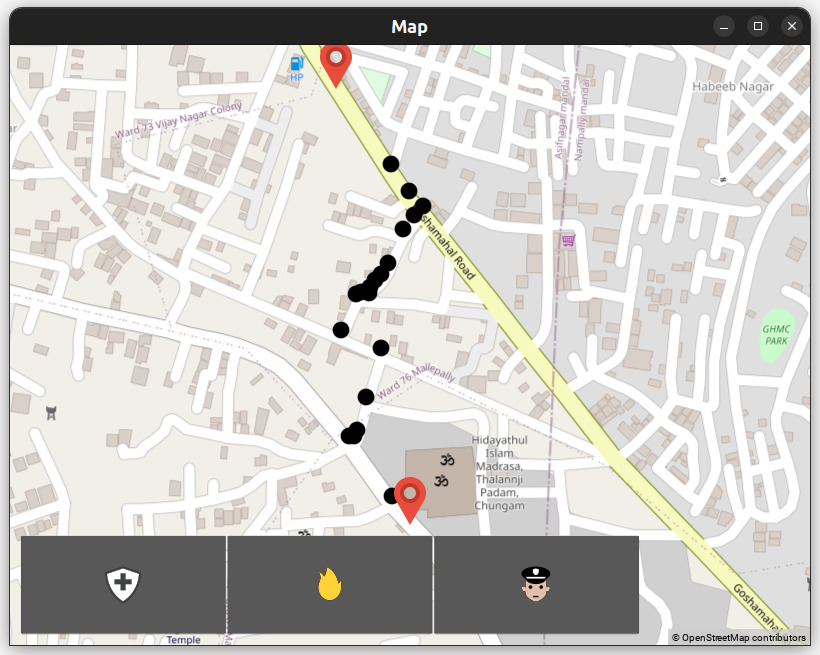 Map
HP
Habeeb Nagar
Ward 73 Vijay Nagar Colony
Asifnagar mandal
Nampally mandal
oshamahal Road
GHMC
PARK
Ward 76 Mallepally
Hidayathul
Islam
Madrasa,
Thalannji
Padam,
Chungam
ॐ
ॐ
Goshamaha
Temple
© OpenStreetMap contributors